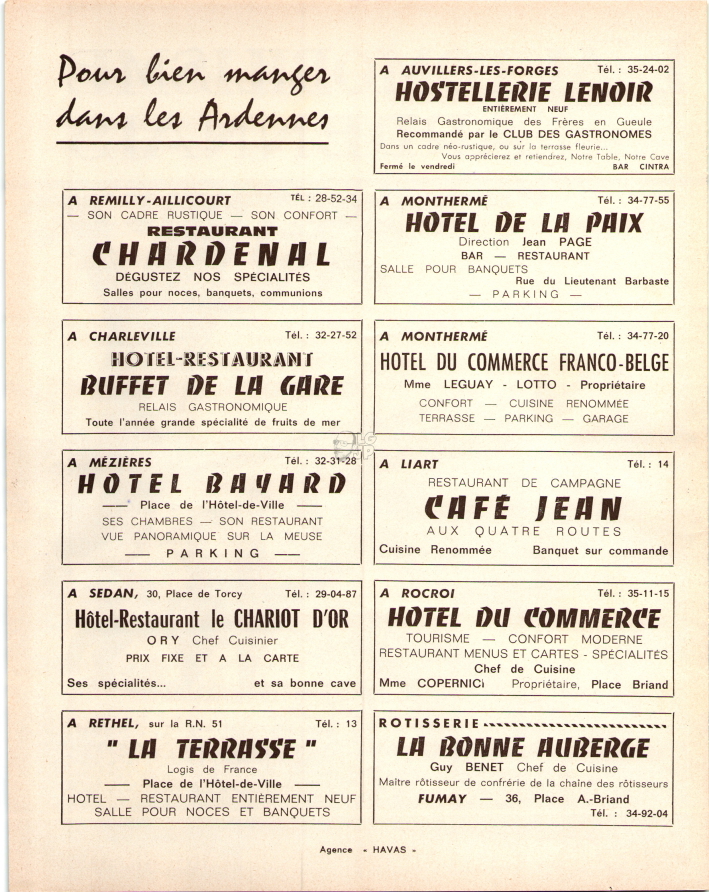 Pour bien manger
dans les Ardennes
A AUVILLERS-LES-FORGES Tél. : 35-24-02
HOSTELLERIE LENOIR
ENTIÈREMENT NEUF
Relais Gastronomique des Frères en Gueule
Recommandé par le CLUB DES GASTRONOMES
Dans un cadre néo-rustique, ou sur la terrasse fleurie...
Vous apprécierez et retiendrez, Notre Table, Notre Cave
Fermé le vendredi BAR CINTRA
A REMILLY-AILLICOURT TÉL : 28-52-34
— SON CADRE RUSTIQUE — SON CONFORT —
RESTAURANT
CHARDENAL
DÉGUSTEZ NOS SPÉCIALITÉS
Salles pour noces, banquets, communions
A MONTHERMÉ Tél. : 34-77-55
HOTEL DE LA PAIX
Direction Jean PAGE
BAR — RESTAURANT
SALLE POUR BANQUETS
Rue du Lieutenant Barbaste
— PARKING —
A CHARLEVILLE Tél. : 32-27-52
HOTEL-RESTAURANT
BUFFET DE LA GARE
RELAIS GASTRONOMIQUE
Toute l'année grande spécialité de fruits de mer
A MONTHERMÉ Tél. : 34-77-20
HOTEL DU COMMERCE FRANCO-BELGE
Mme LEGUAY - LOTTO - Propriétaire
CONFORT — CUISINE RENOMMÉE
TERRASSE — PARKING — GARAGE
A MÉZIÈRES Tél. : 32-31-28
HOTEL BAYARD
— Place de l'Hôtel-de-Ville —
SES CHAMBRES — SON RESTAURANT
VUE PANORAMIQUE SUR LA MEUSE
— PARKING —
A LIART Tél. : 14
RESTAURANT DE CAMPAGNE
CAFÉ JEAN
AUX QUATRE ROUTES
Cuisine Renommée Banquet sur commande
A SEDAN, 30, Place de Torcy Tél. : 29-04-87
Hôtel-Restaurant le CHARIOT D'OR
ORY Chef Cuisinier
PRIX FIXE ET A LA CARTE
Ses spécialités... et sa bonne cave
A ROCROI Tél. : 35-11-15
HOTEL DU COMMERCE
TOURISME — CONFORT MODERNE
RESTAURANT MENUS ET CARTES - SPÉCIALITÉS
Chef de Cuisine
Mme COPERNICi Propriétaire, Place Briand
A RETHEL, sur la R.N. 51 Tél. : 13
" LA TERRASSE "
Logis de France
— Place de l'Hôtel-de-Ville —
HOTEL — RESTAURANT ENTIÈREMENT NEUF
SALLE POUR NOCES ET BANQUETS
ROTISSERIE
LA BONNE AUBERGE
Guy BENET Chef de Cuisine
Maître rôtisseur de confrérie de la chaîne des rôtisseurs
FUMAY — 36, Place A.-Briand
Tél. : 34-92-04
Agence « HAVAS »